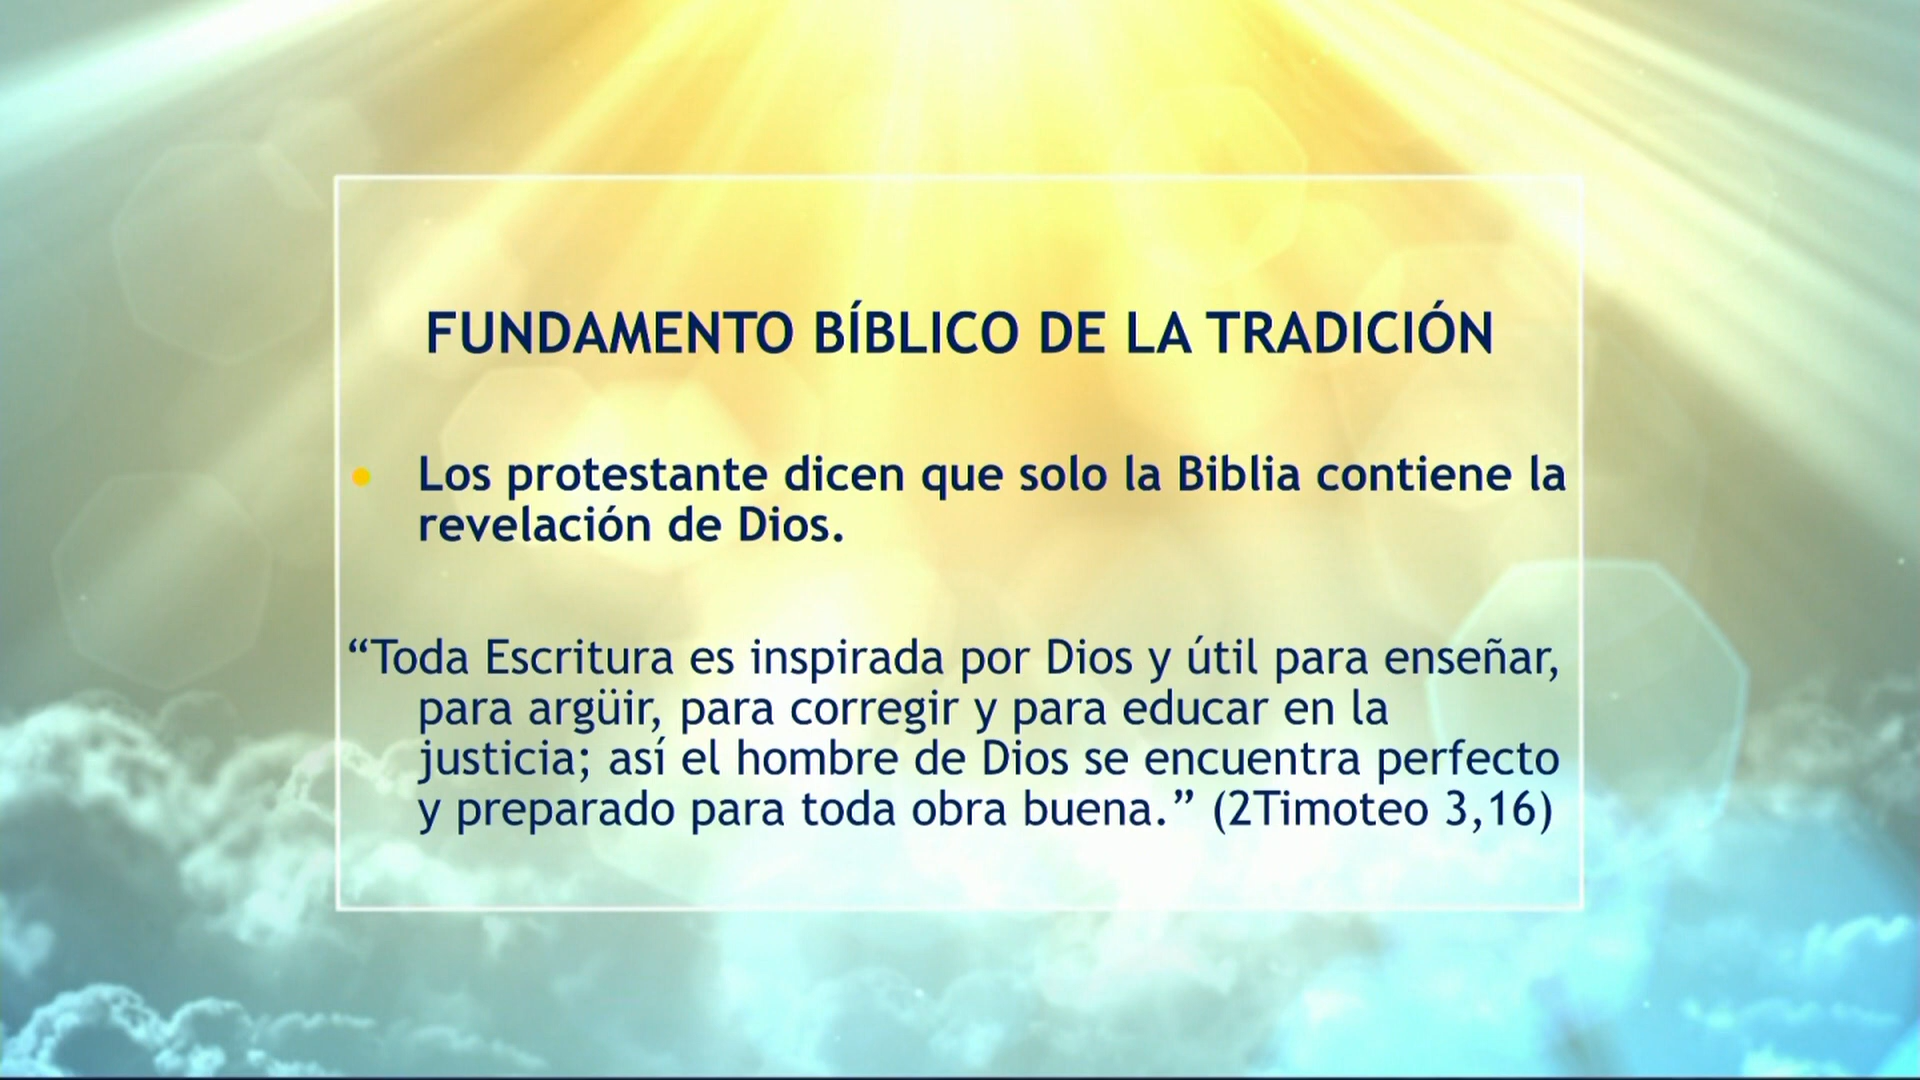 FUNDAMENTO BÍBLICO DE LA TRADICIÓN
• Los protestante dicen que solo la Biblia contiene la
revelación de Dios.
“Toda Escritura es inspirada por Dios y útil para enseñar,
para argüir, para corregir y para educar en la
justicia; así el hombre de Dios se encuentra perfecto
y preparado para toda obra buena.” (2Timoteo 3,16)